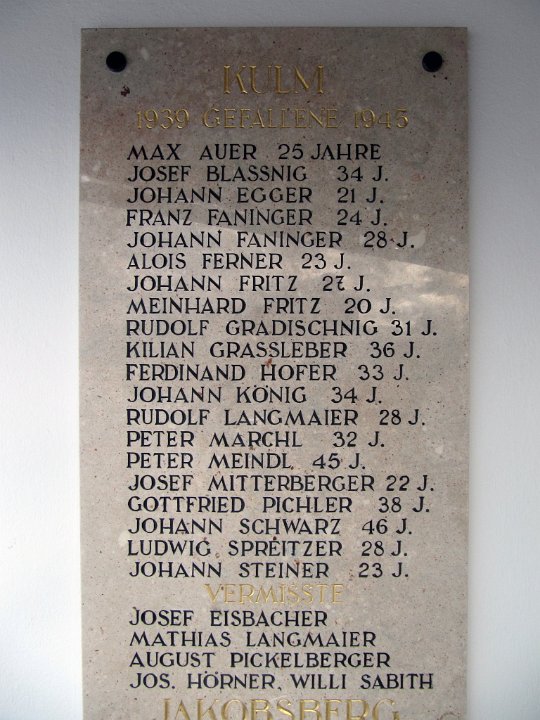 KULM
1939 GEFALLENE 1945
MAX AUER 25 JAHRE
JOSEF BLASSNIG 34 J.
JOHANN EGGER 21 J.
FRANZ FANINGER 24 J.
JOHANN FANINGER 28 J.
ALOIS FERNER 23 J.
JOHANN FRITZ 27 J.
MEINHARD FRITZ 20 J.
RUDOLF GRADISCHNIG 31 J.
KILIAN GRASSLEBER 36 J.
FERDINAND HOFER 33 J.
JOHANN KÖNIG 34 J.
RUDOLF LANGMAIER 28 J.
PETER MARCHL 32 J.
PETER MEINDL 45 J.
JOSEF MITTERBERGER 22 J.
GOTTFRIED PICHLER 38 J.
JOHANN SCHWARZ 46 J.
LUDWIG SPREITZER 28 J.
JOHANN STEINER 23 J.
VERMISSTE
JOSEF EISBACHER
MATHIAS LANGMAIER
AUGUST PICKELBERGER
JOS. HÖRNER, WILLI SABITH
JAKOBSBERG